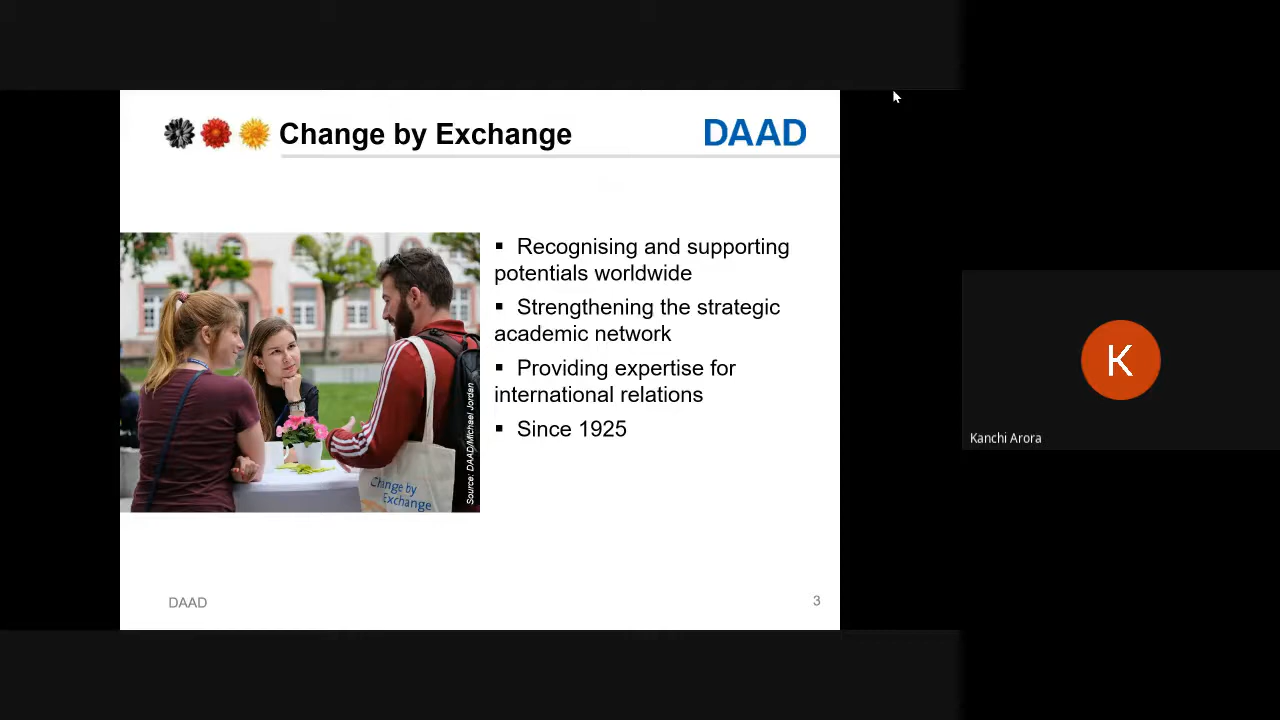 Change by Exchange
DAAD
▪ Recognising and supporting
potentials worldwide
▪ Strengthening the strategic
academic network
▪ Providing expertise for
international relations
▪ Since 1925
Source: DAAD/Michael Jordan
Change by
Exchange
DAAD
3
K
Kanchi Arora